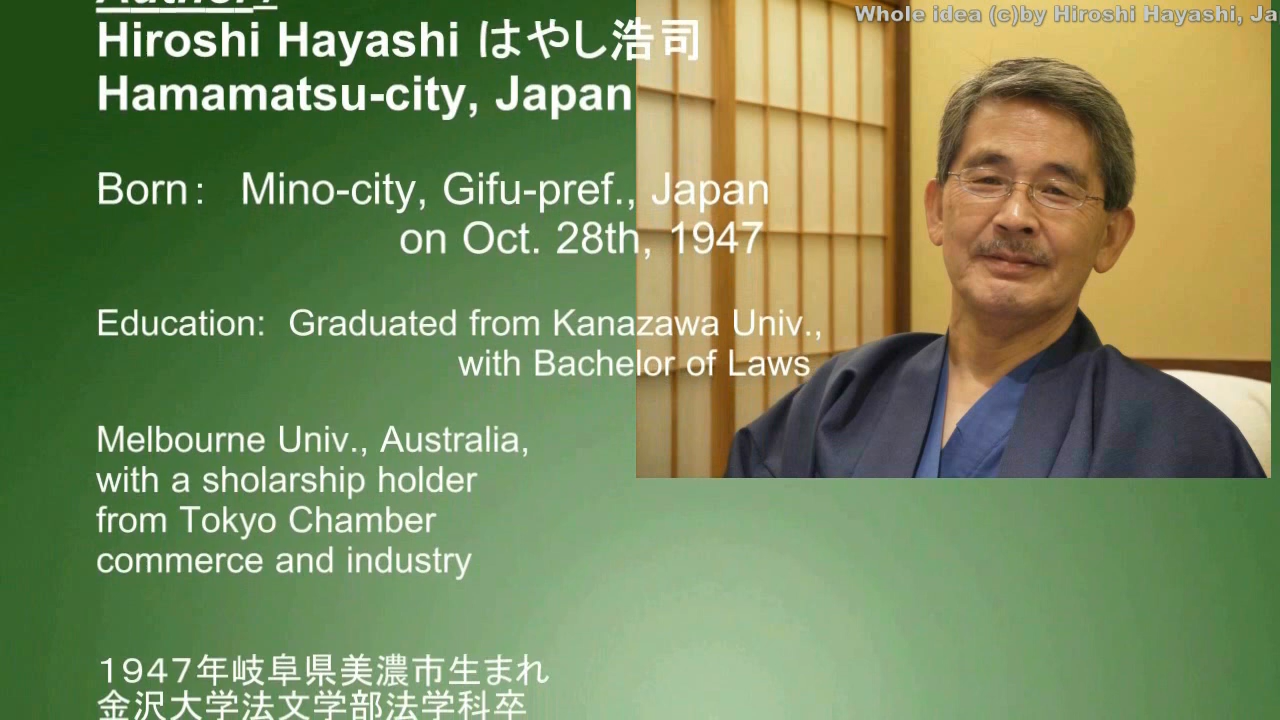 Whole idea (c)by Hiroshi Hayashi, Ja
Hiroshi Hayashi はやし浩司
Hamamatsu-city, Japan
Born： Mino-city, Gifu-pref., Japan
on Oct. 28th, 1947
Education: Graduated from Kanazawa Univ.,
with Bachelor of Laws
Melbourne Univ., Australia,
with a sholarship holder
from Tokyo Chamber
commerce and industry
１９４７年岐阜県美濃市生まれ
金沢大学法文学部法学科卒